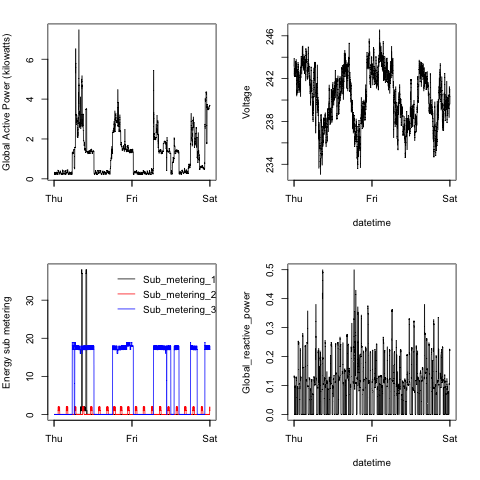 Global Active Power (kilowatts)
0 2 4 6
Thu Fri Sat
Voltage
234 238 242 246
Thu Fri Sat
datetime
Energy sub metering
0 10 20 30
Sub_metering_1
Sub_metering_2
Sub_metering_3
Thu Fri Sat
Global_reactive_power
0.0 0.1 0.2 0.3 0.4 0.5
Thu Fri Sat
datetime